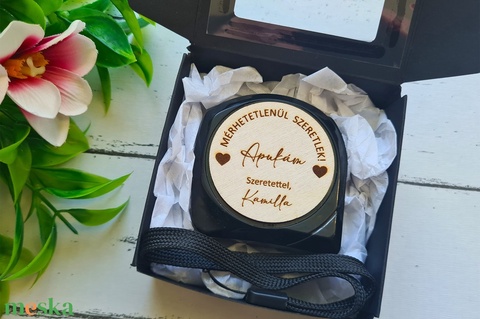 MÉRHETETLENÜL SZERETLEK!
Apukám
Szeretettel,
Kamilla
meska